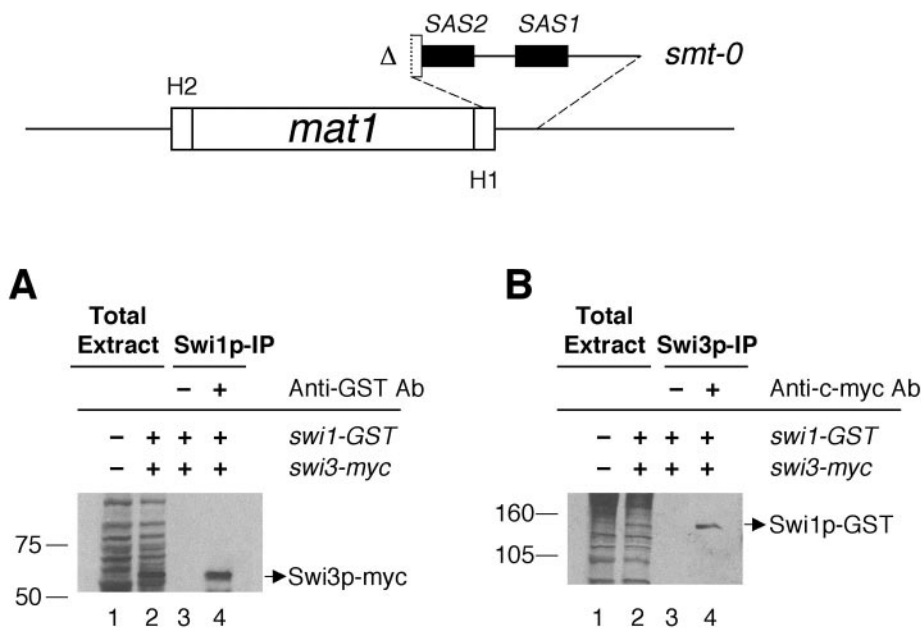 SAS2 SAS1
Δ smt-0
H2
mat1
H1
A
Total
Extract Swi1p-IP
– + Anti-GST Ab
– + + + swi1-GST
– + + + swi3-myc
75
50
Swi3p-myc
1 2 3 4
B
Total
Extract Swi3p-IP
– + Anti-c-myc Ab
– + + + swi1-GST
– + + + swi3-myc
160
105
Swi1p-GST
1 2 3 4